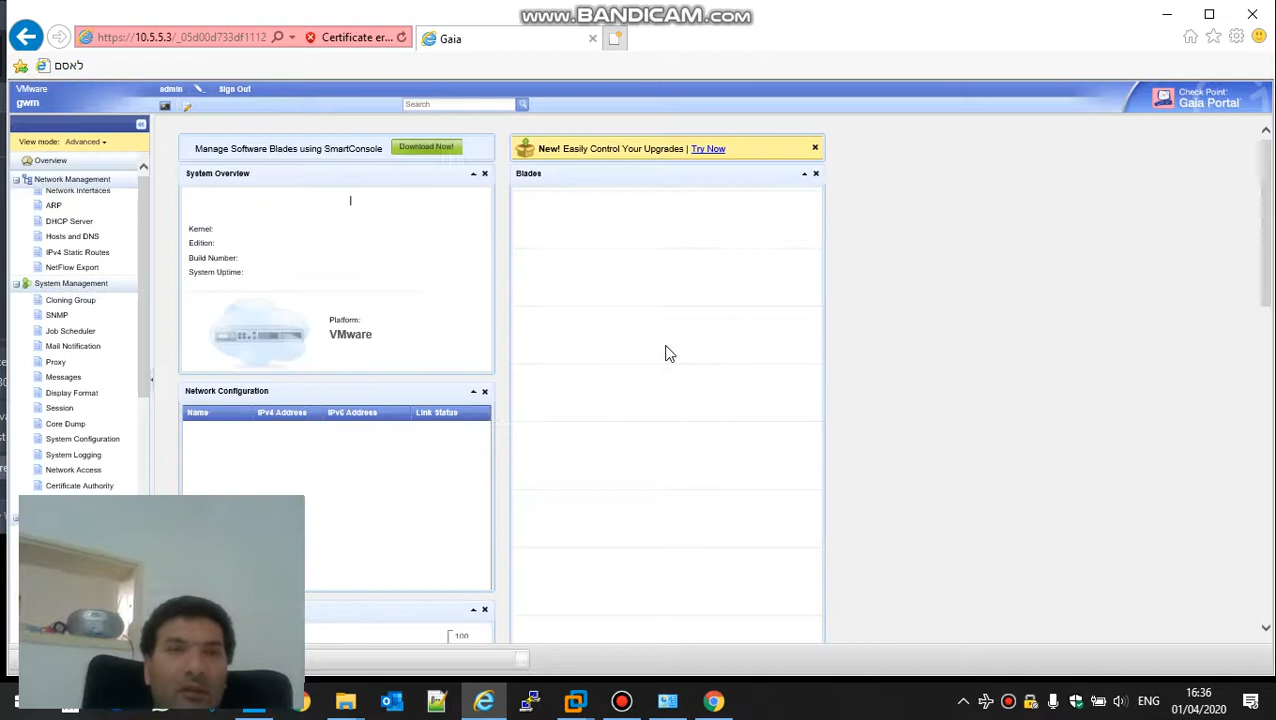 www.BANDICAM.com
https://10.5.5.3/_05d00d733df1112
Certificate er...
Gaia
לאסם
VMware
gwm
admin
Sign Out
Search
Check Point
Gaia Portal
View mode: Advanced
Overview
Network Management
Network Interfaces
ARP
DHCP Server
Hosts and DNS
IPv4 Static Routes
NetFlow Export
System Management
Cloning Group
SNMP
Job Scheduler
Mail Notification
Proxy
Messages
Display Format
Session
Core Dump
System Configuration
System Logging
Network Access
Certificate Authority
Manage Software Blades using SmartConsole
Download Now!
System Overview
Kernel:
Edition:
Build Number:
System Uptime:
Platform:
VMware
Network Configuration
Name IPv4 Address IPv6 Address Link Status
100
New! Easily Control Your Upgrades | Try Now
Blades
ENG
16:36
01/04/2020